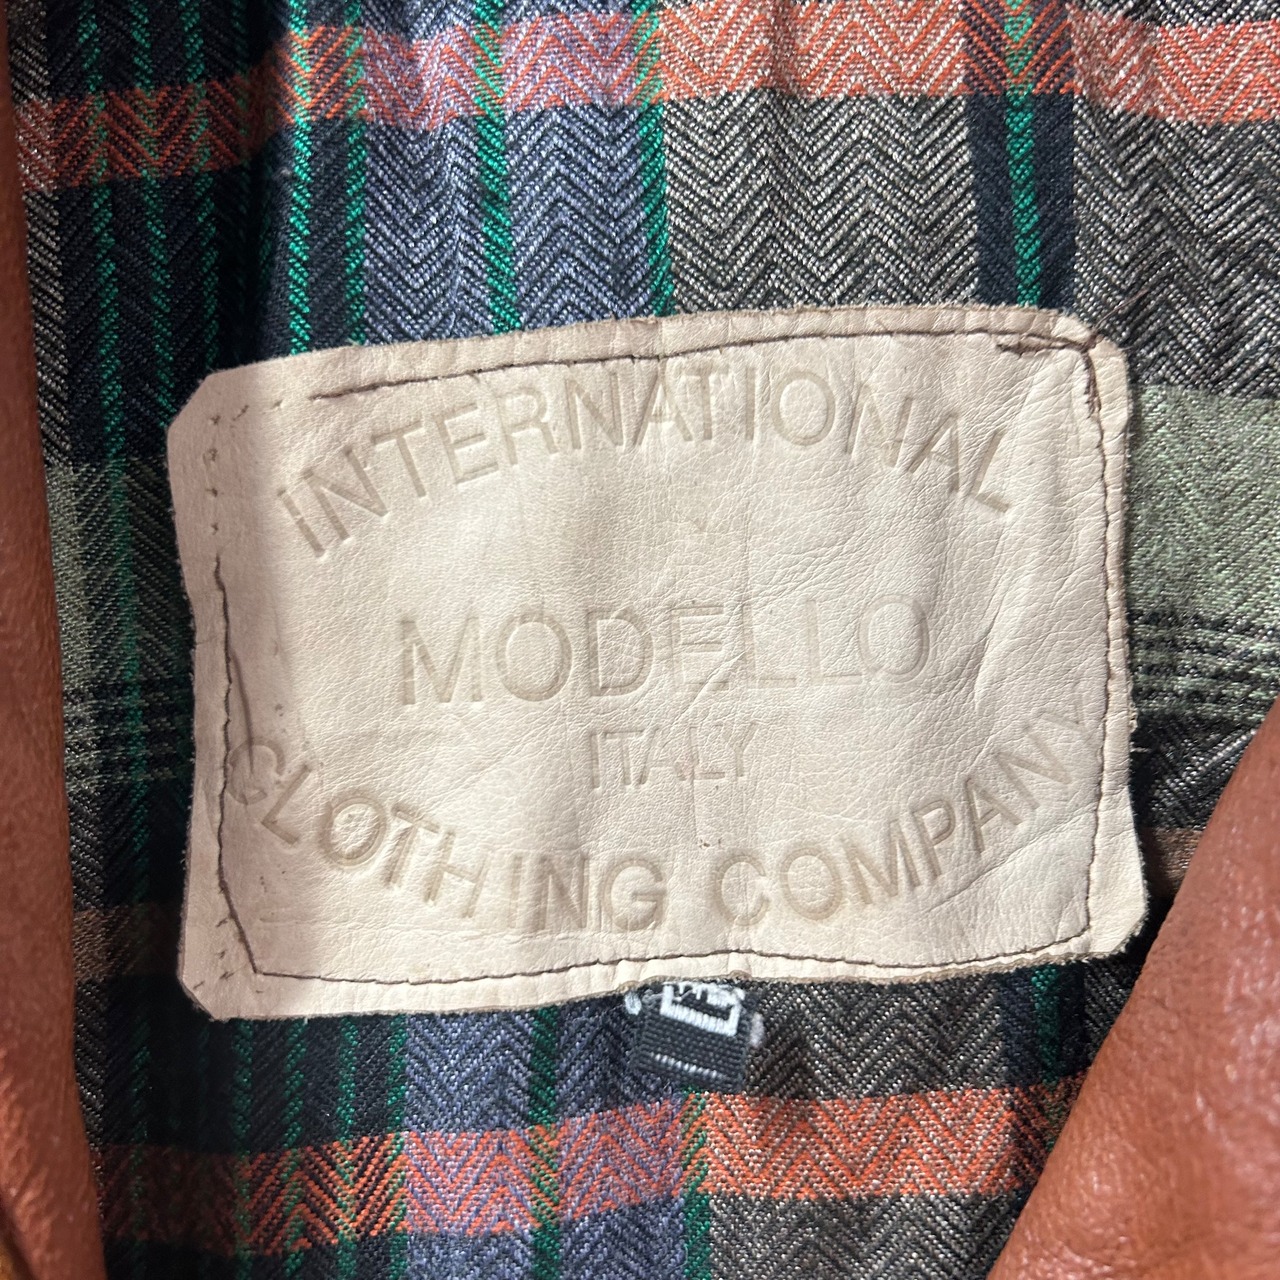 INTERNATIONAL
MODELLO
ITALY
CLOTHING COMPANY
L